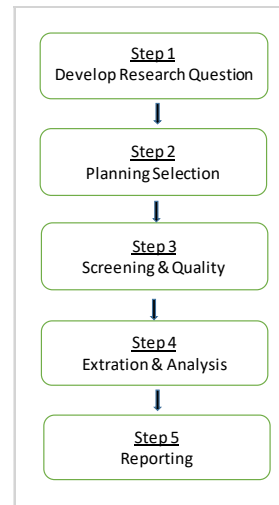 Step 1
Develop Research Question
Step 2
Planning Selection
Step 3
Screening & Quality
Step 4
Extration & Analysis
Step 5
Reporting